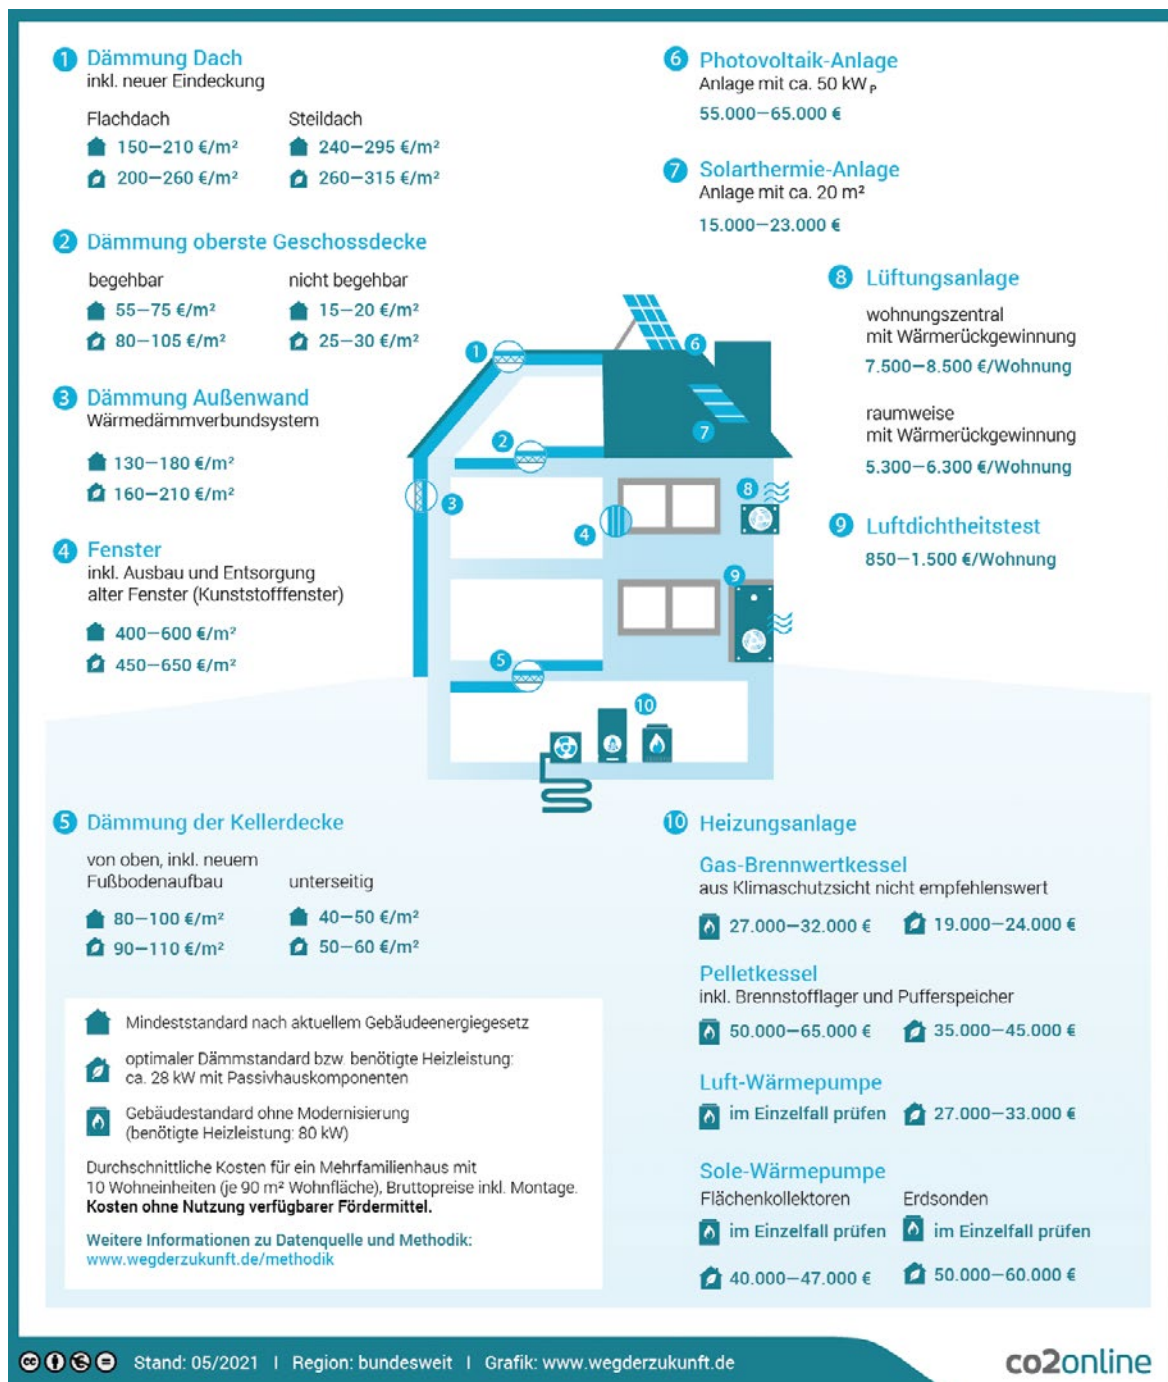 1 Dämmung Dach
inkl. neuer Eindeckung
Flachdach
150–210 €/m²
200–260 €/m²
Steildach
240–295 €/m²
260–315 €/m²
2 Dämmung oberste Geschossdecke
begehbar
55–75 €/m²
80–105 €/m²
nicht begehbar
15–20 €/m²
25–30 €/m²
3 Dämmung Außenwand
Wärmedämmverbundsystem
130–180 €/m²
160–210 €/m²
4 Fenster
inkl. Ausbau und Entsorgung
alter Fenster (Kunststofffenster)
400–600 €/m²
450–650 €/m²
6 Photovoltaik-Anlage
Anlage mit ca. 50 kWP
55.000–65.000 €
7 Solarthermie-Anlage
Anlage mit ca. 20 m²
15.000–23.000 €
8 Lüftungsanlage
wohnungszentral
mit Wärmerückgewinnung
7.500–8.500 €/Wohnung
raumweise
mit Wärmerückgewinnung
5.300–6.300 €/Wohnung
9 Luftdichtheitstest
850–1.500 €/Wohnung
1
6
7
2
3
8
4
9
5
10
5 Dämmung der Kellerdecke
von oben, inkl. neuem
Fußbodenaufbau
80–100 €/m²
90–110 €/m²
unterseitig
40–50 €/m²
50–60 €/m²
Mindeststandard nach aktuellem Gebäudeenergiegesetz
optimaler Dämmstandard bzw. benötigte Heizleistung:
ca. 28 kW mit Passivhauskomponenten
Gebäudestandard ohne Modernisierung
(benötigte Heizleistung: 80 kW)
Durchschnittliche Kosten für ein Mehrfamilienhaus mit
10 Wohneinheiten (je 90 m² Wohnfläche), Bruttopreise inkl. Montage.
Kosten ohne Nutzung verfügbarer Fördermittel.
Weitere Informationen zu Datenquelle und Methodik:
www.wegderzukunft.de/methodik
10 Heizungsanlage
Gas-Brennwertkessel
aus Klimaschutzsicht nicht empfehlenswert
27.000–32.000 € 19.000–24.000 €
Pelletkessel
inkl. Brennstofflager und Pufferspeicher
50.000–65.000 € 35.000–45.000 €
Luft-Wärmepumpe
im Einzelfall prüfen 27.000–33.000 €
Sole-Wärmepumpe
Flächenkollektoren Erdsonden
im Einzelfall prüfen im Einzelfall prüfen
40.000–47.000 € 50.000–60.000 €
cc Stand: 05/2021 I Region: bundesweit I Grafik: www.wegderzukunft.de
co2online